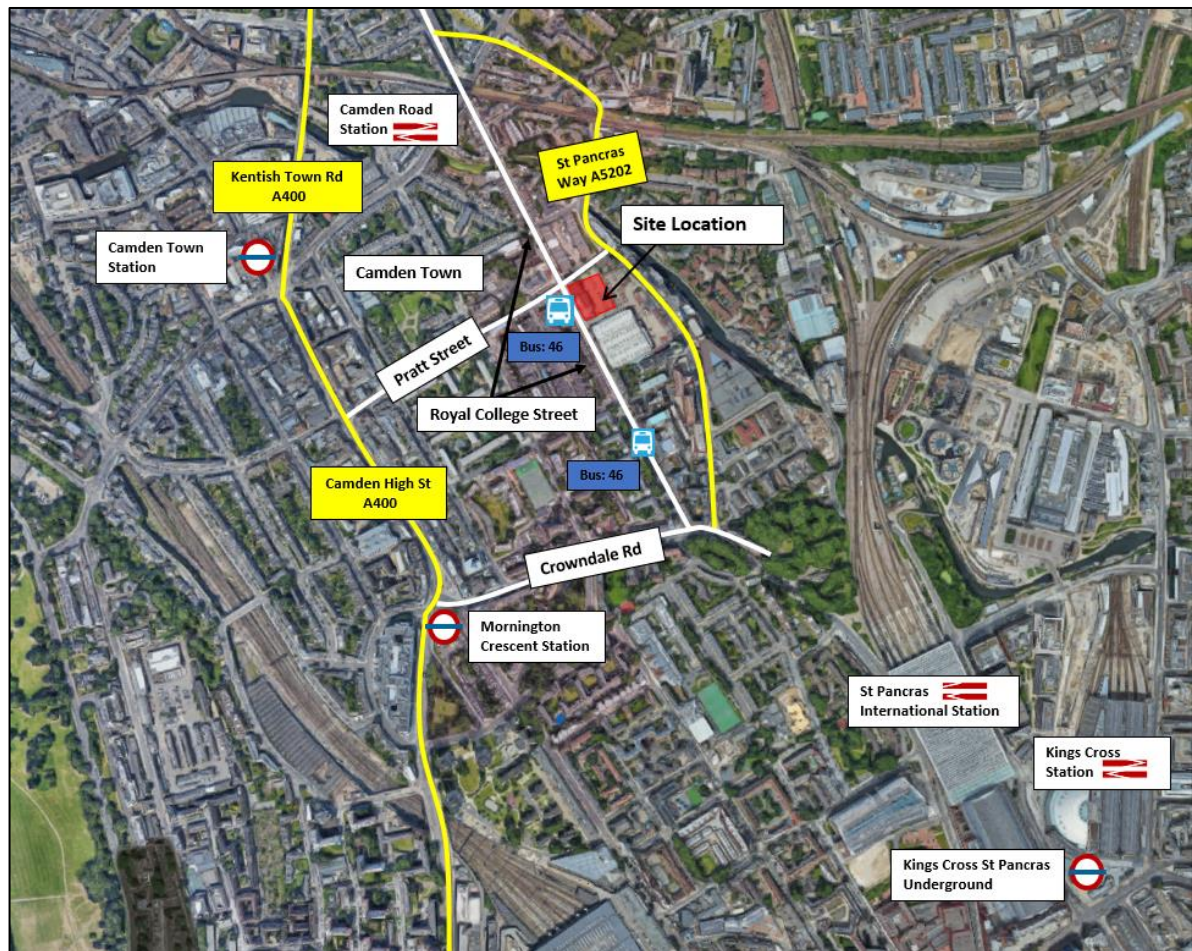 Camden Road
Station
Kentish Town Rd
A400
St Pancras
Way A5202
Site Location
Camden Town
Station
Camden Town
Pratt Street
Bus: 46
Royal College Street
Bus: 46
Camden High St
A400
Crowndale Rd
Mornington
Crescent Station
St Pancras
International Station
Kings Cross
Station
Kings Cross St Pancras
Underground